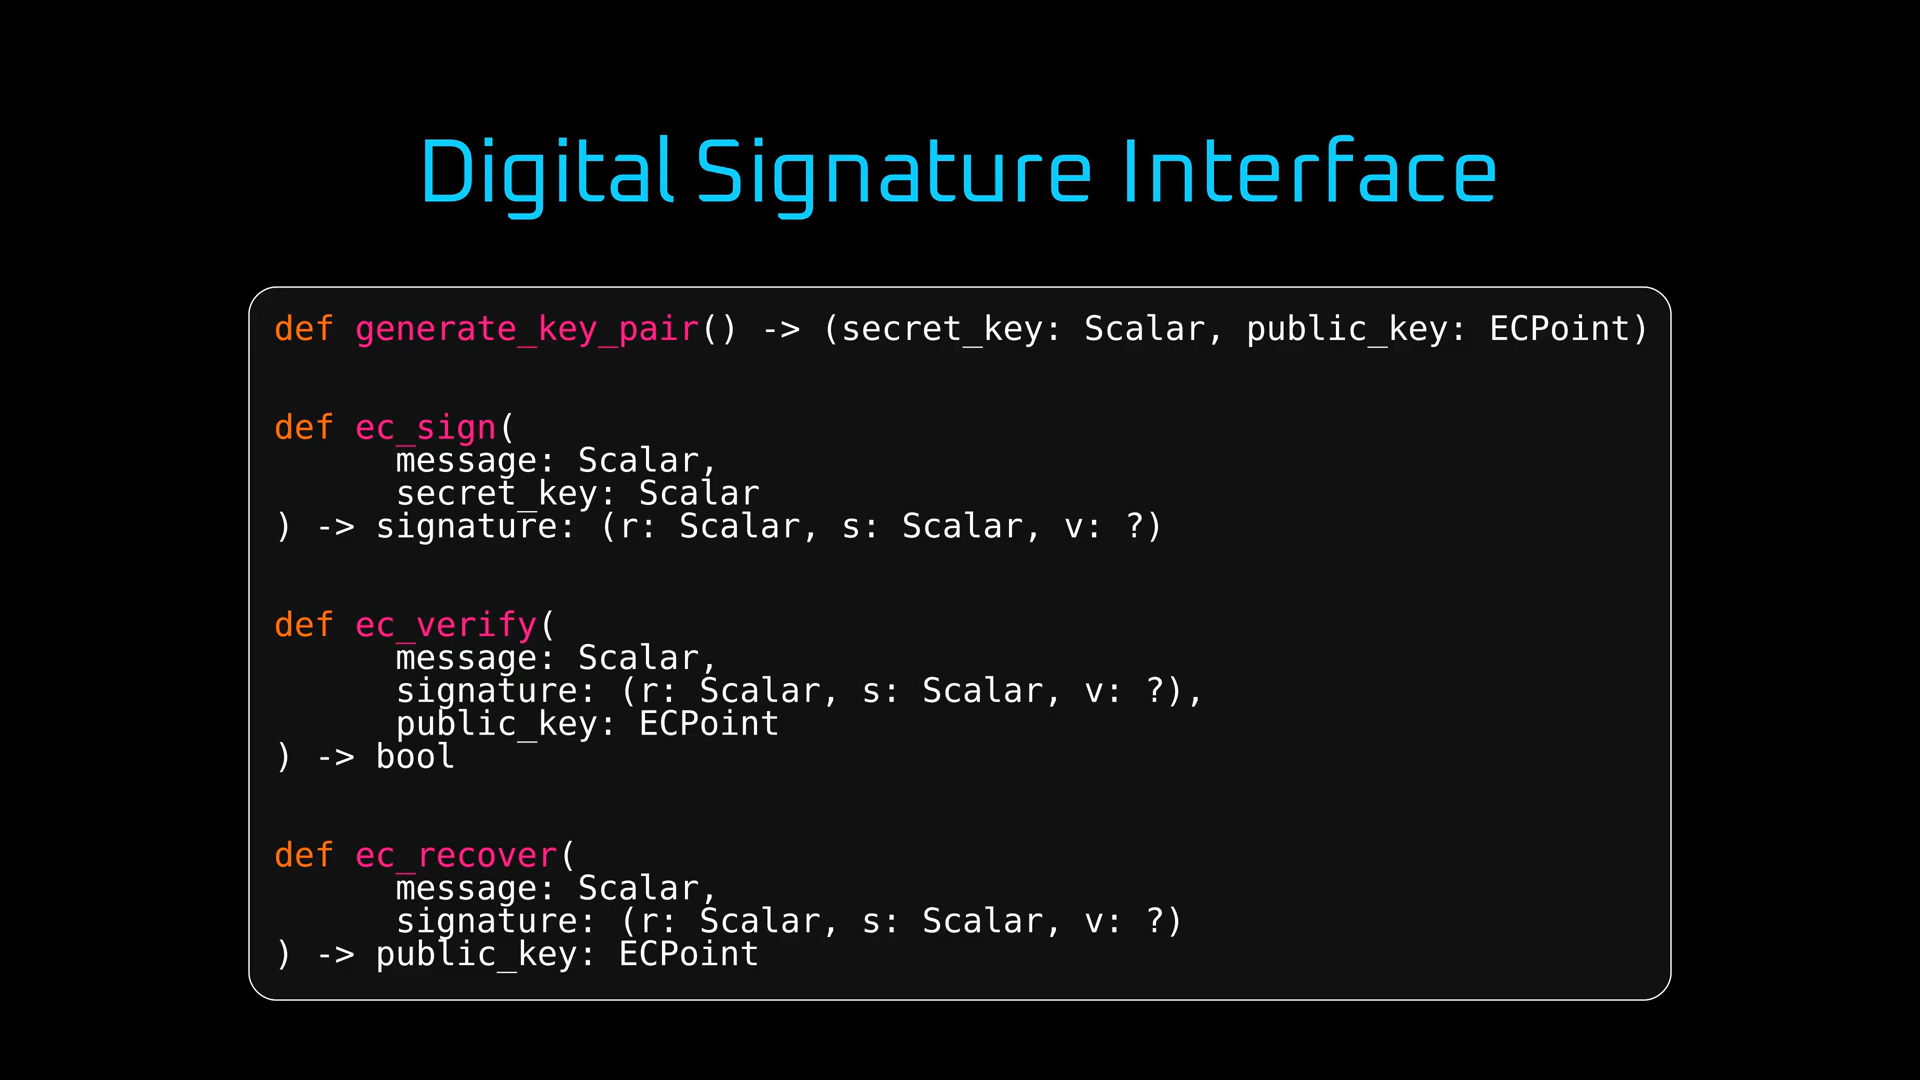 Digital Signature Interface
def generate_key_pair() -> (secret_key: Scalar, public_key: ECPoint)
def ec_sign(
message: Scalar,
secret_key: Scalar
) -> signature: (r: Scalar, s: Scalar, v: ?)
def ec_verify(
message: Scalar,
signature: (r: Scalar, s: Scalar, v: ?),
public_key: ECPoint
) -> bool
def ec_recover(
message: Scalar,
signature: (r: Scalar, s: Scalar, v: ?)
) -> public_key: ECPoint